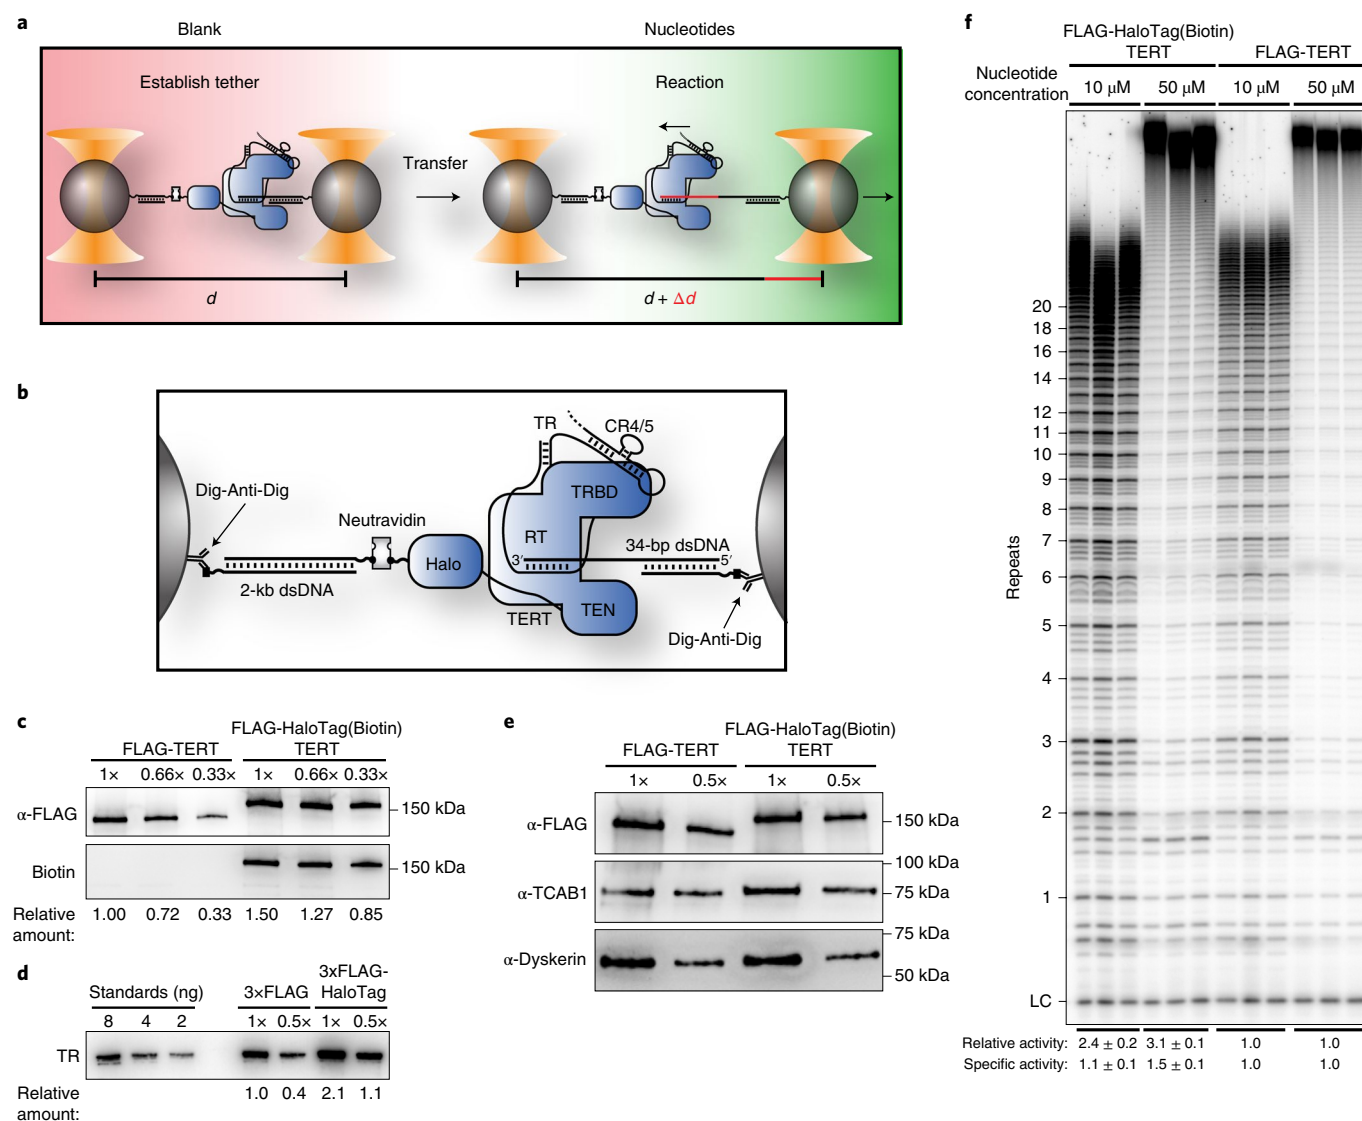 a
Blank
Nucleotides
Establish tether
Reaction
Transfer
d
d + Δd
b
TR
CR4/5
TRBD
Dig-Anti-Dig
Neutravidin
RT
34-bp dsDNA
3′
5′
Halo
2-kb dsDNA
TERT
TEN
Dig-Anti-Dig
c
FLAG-HaloTag(Biotin)
FLAG-TERT
TERT
1× 0.66× 0.33× 1× 0.66× 0.33×
α-FLAG
150 kDa
Biotin
150 kDa
Relative amount:
1.00 0.72 0.33 1.50 1.27 0.85
d
3xFLAG-
HaloTag
Standards (ng)
3×FLAG
8 4 2 1× 0.5× 1× 0.5×
TR
Relative amount:
1.0 0.4 2.1 1.1
e
FLAG-HaloTag(Biotin)
FLAG-TERT
TERT
1× 0.5× 1× 0.5×
α-FLAG
150 kDa
100 kDa
α-TCAB1
75 kDa
75 kDa
α-Dyskerin
50 kDa
f
FLAG-HaloTag(Biotin)
TERT
FLAG-TERT
Nucleotide
concentration
10 μM 50 μM 10 μM 50 μM
Repeats
20
18
16
14
12
11
10
9
8
7
6
5
4
3
2
1
LC
Relative activity: 2.4 ± 0.2 3.1 ± 0.1 1.0 1.0
Specific activity: 1.1 ± 0.1 1.5 ± 0.1 1.0 1.0